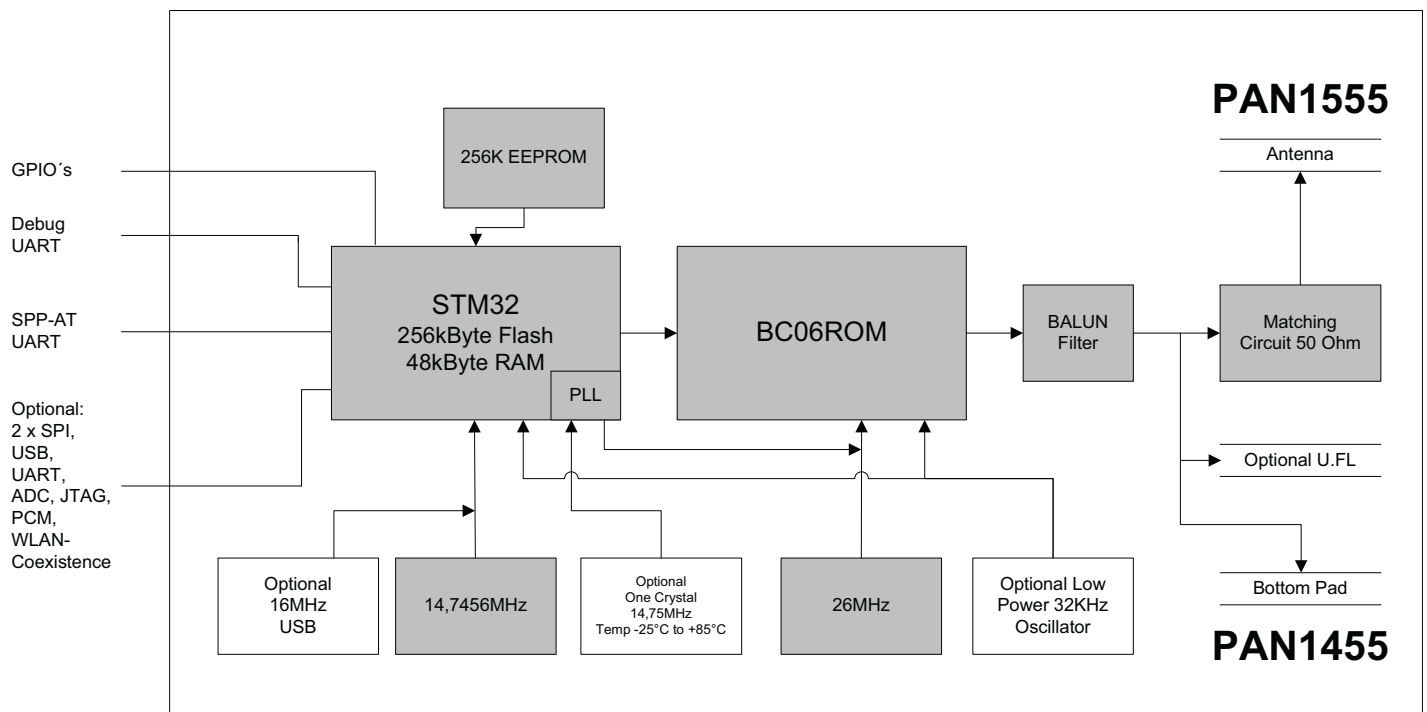 PAN1555
Antenna
256K EEPROM
GPIO´s
Debug
UART
SPP-AT
UART
Optional:
2 x SPI,
USB,
UART,
ADC, JTAG,
PCM,
WLAN-
Coexistence
STM32
256kByte Flash
48kByte RAM
PLL
BC06ROM
BALUN
Filter
Matching
Circuit 50 Ohm
Optional U.FL
Bottom Pad
PAN1455
Optional
16MHz
USB
14,7456MHz
Optional
One Crystal
14,75MHz
Temp -25°C to +85°C
26MHz
Optional Low
Power 32KHz
Oscillator